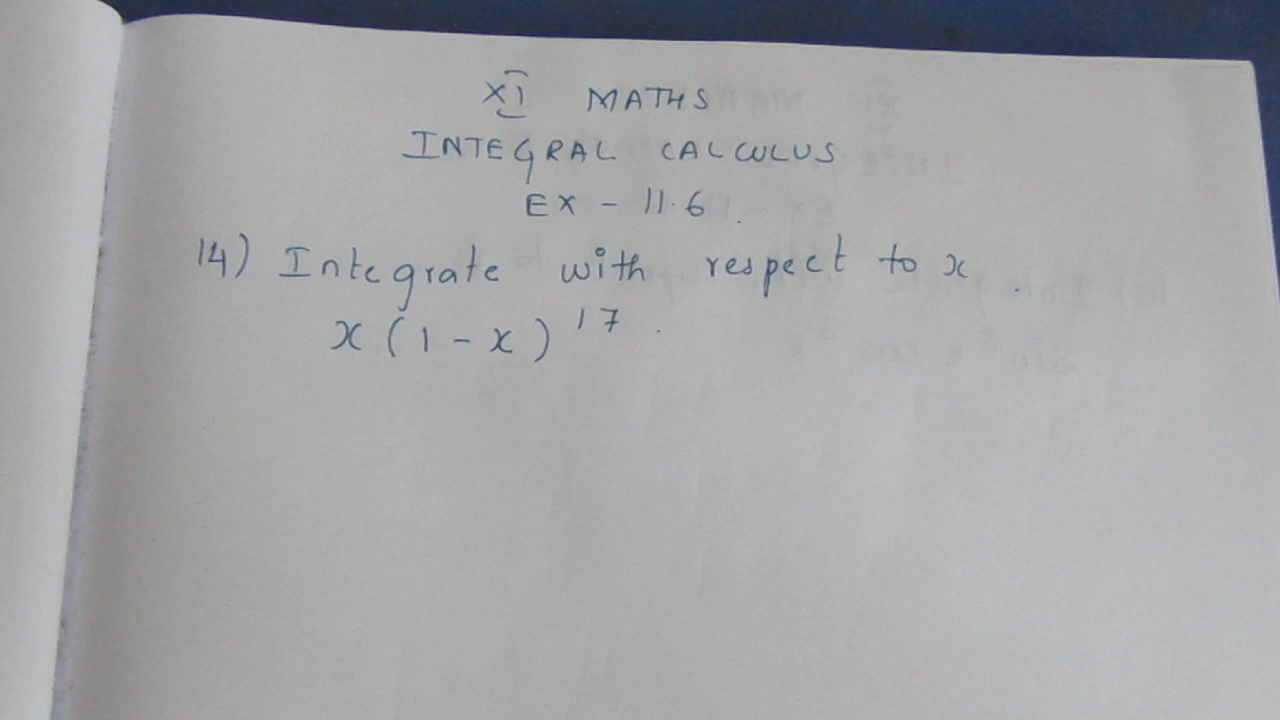 XI MATHS
INTEGRAL CALCULUS
EX - 11.6.
14) Integrate with respect to x.
x(1-x)^17.